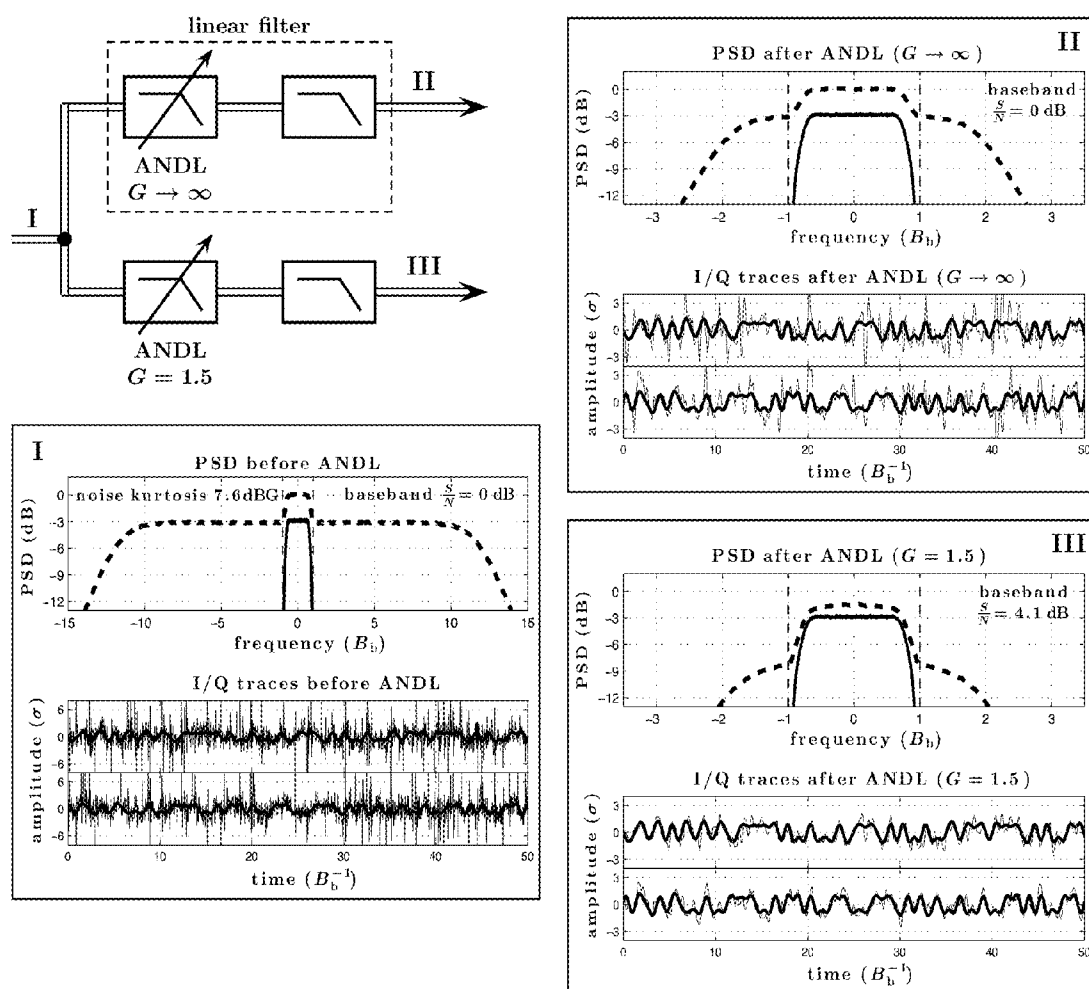 linear filter
II
ANDL
G → ∞
I
III
ANDL
G = 1.5
I
PSD before ANDL
noise kurtosis 7.6dBG
baseband S/N = 0 dB
PSD (dB)
0
−3
−6
−9
−12
−15 −10 −5 0 5 10 15
frequency (B_b)
I/Q traces before ANDL
amplitude (σ)
6
0
−6
6
0
−6
0 10 20 30 40 50
time (B_b^−1)
II
PSD after ANDL (G → ∞)
baseband
S/N = 0 dB
PSD (dB)
0
−3
−6
−9
−12
−3 −2 −1 0 1 2 3
frequency (B_b)
I/Q traces after ANDL (G → ∞)
amplitude (σ)
3
0
−3
3
0
−3
0 10 20 30 40 50
time (B_b^−1)
III
PSD after ANDL (G = 1.5)
baseband
S/N = 4.1 dB
PSD (dB)
0
−3
−6
−9
−12
−3 −2 −1 0 1 2 3
frequency (B_b)
I/Q traces after ANDL (G = 1.5)
amplitude (σ)
3
0
−3
3
0
−3
0 10 20 30 40 50
time (B_b^−1)